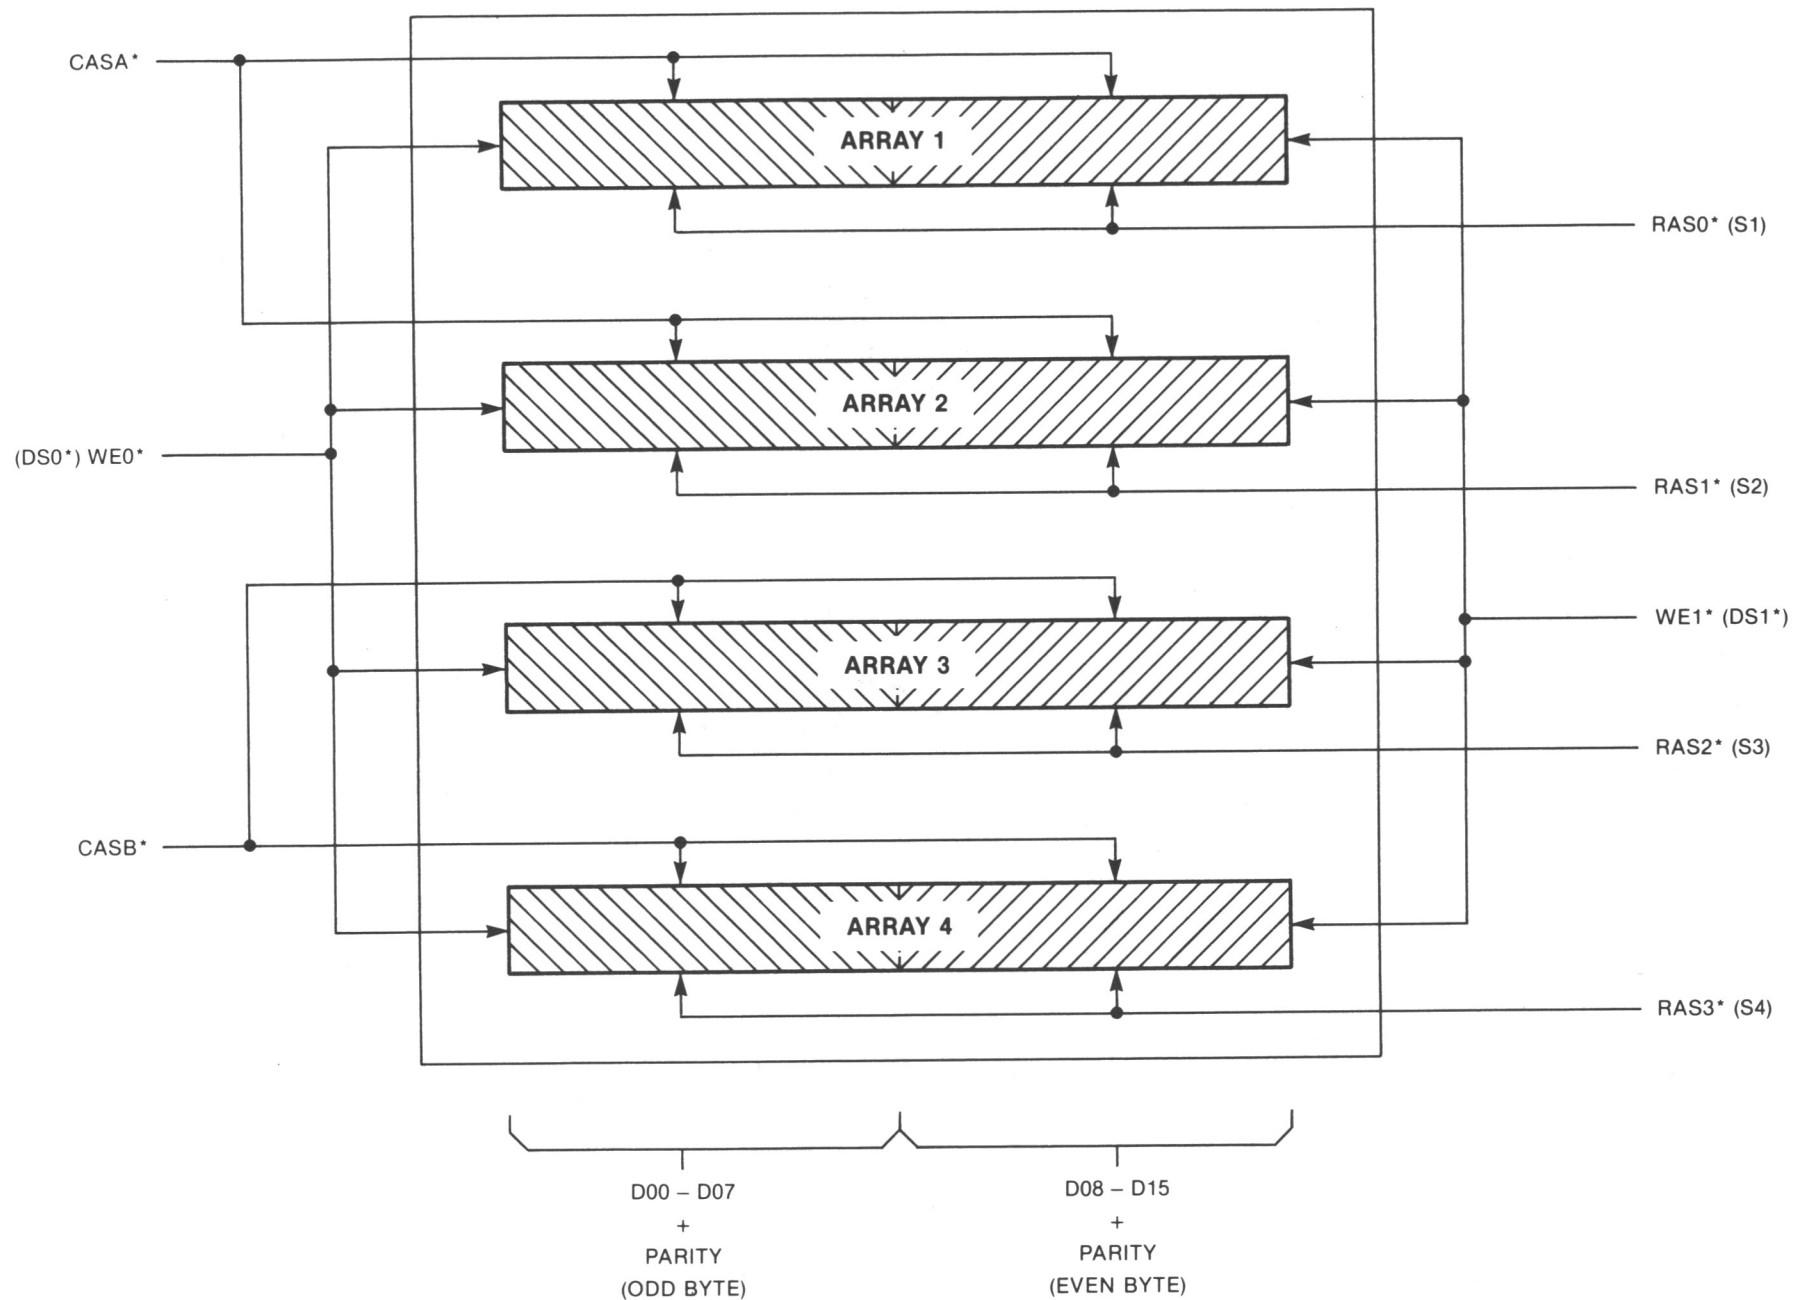 CASA*
ARRAY 1
RAS0* (S1)
ARRAY 2
(DS0*) WE0*
RAS1* (S2)
WE1* (DS1*)
ARRAY 3
RAS2* (S3)
CASB*
ARRAY 4
RAS3* (S4)
D00 – D07
+
PARITY
(ODD BYTE)
D08 – D15
+
PARITY
(EVEN BYTE)